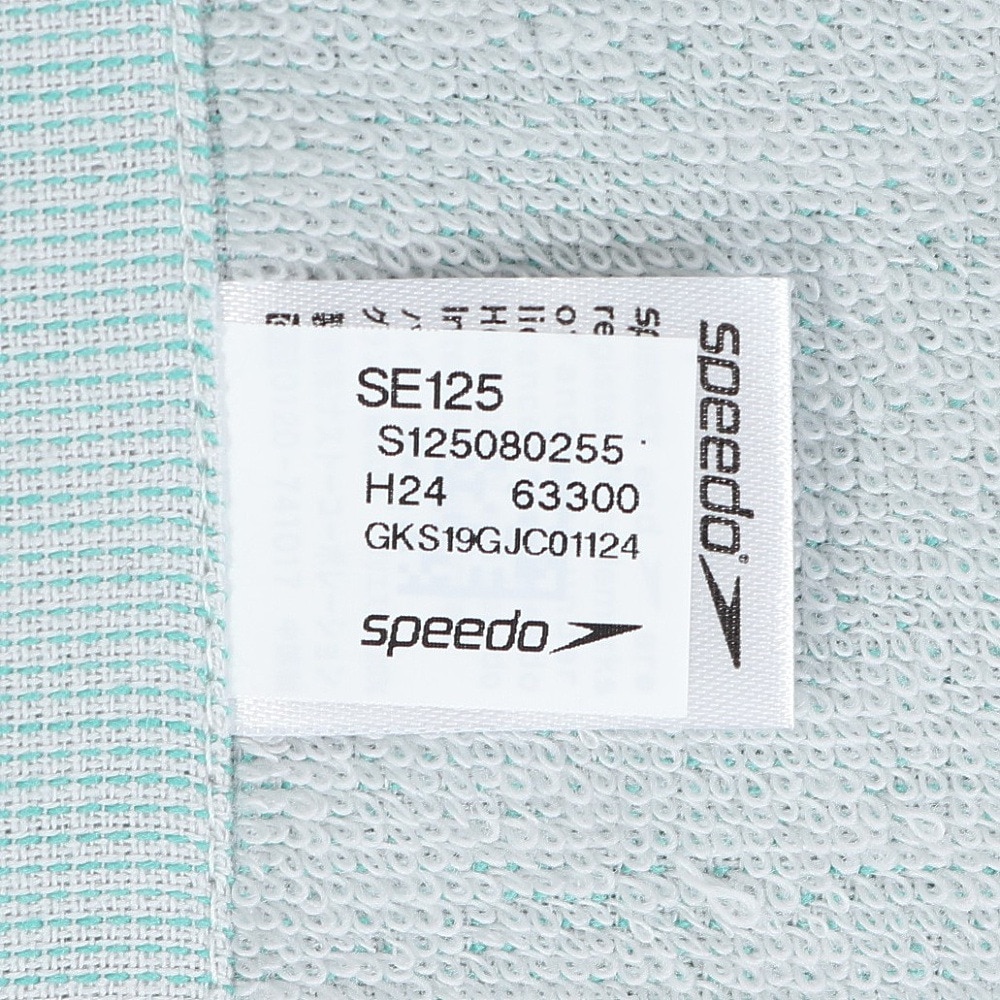 SE125
S125080255
H24 63300
GKS19GJC01124
speedo
speedo